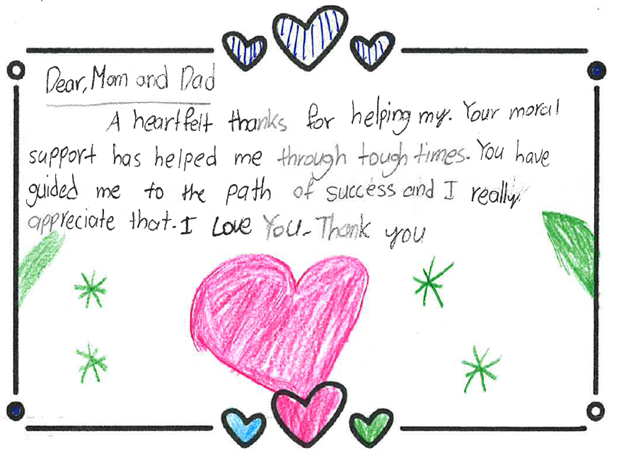 Dear, Mom and Dad
A heartfelt thanks for helping my. Your moral
support has helped me through tough times. You have
guided me to the path of success and I really
appreciate that. I Love You. Thank you